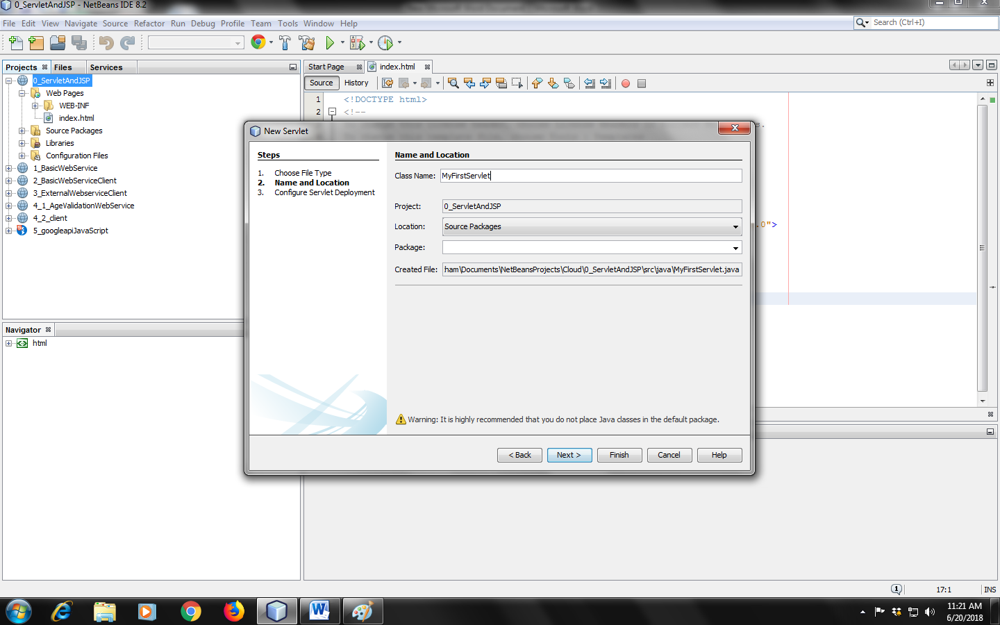 0_ServletAndJSP - NetBeans IDE 8.2
File Edit View Navigate Source Refactor Run Debug Profile Team Tools Window Help
Search (Ctrl+I)
Projects Files Services
Start Page index.html
0_ServletAndJSP
Source History
Web Pages
WEB-INF
index.html
Source Packages
Libraries
Configuration Files
1_BasicWebService
2_BasicWebServiceClient
3_ExternalWebserviceClient
4_1_AgeValidationWebService
4_2_client
5_googleapiJavaScript
1 <!DOCTYPE html>
2 <!--
s.
.0">
New Servlet
Steps
1. Choose File Type
2. Name and Location
3. Configure Servlet Deployment
Name and Location
Class Name: MyFirstServlet
Project: 0_ServletAndJSP
Location: Source Packages
Package:
Created File: ham\Documents\NetBeansProjects\Cloud\0_ServletAndJSP\src\java\MyFirstServlet.java
Warning: It is highly recommended that you do not place Java classes in the default package.
< Back Next > Finish Cancel Help
Navigator
html
1 17:1 INS
11:21 AM
6/20/2018